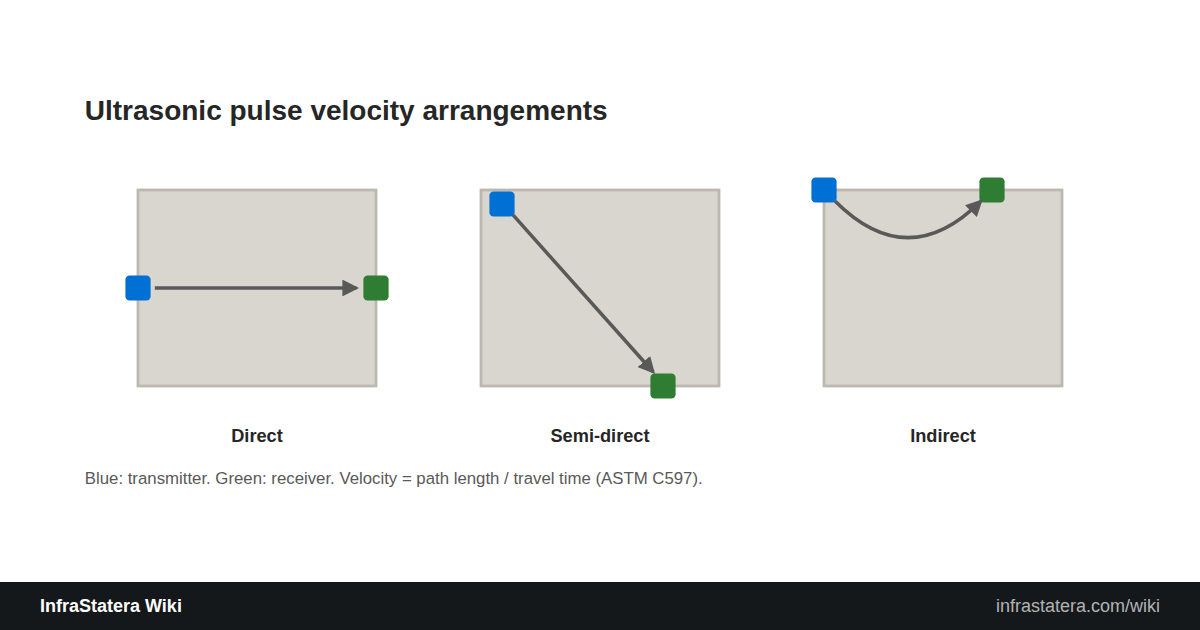 Ultrasonic pulse velocity arrangements
Direct
Semi-direct
Indirect
Blue: transmitter. Green: receiver. Velocity = path length / travel time (ASTM C597).
InfraStatera Wiki
infrastatera.com/wiki